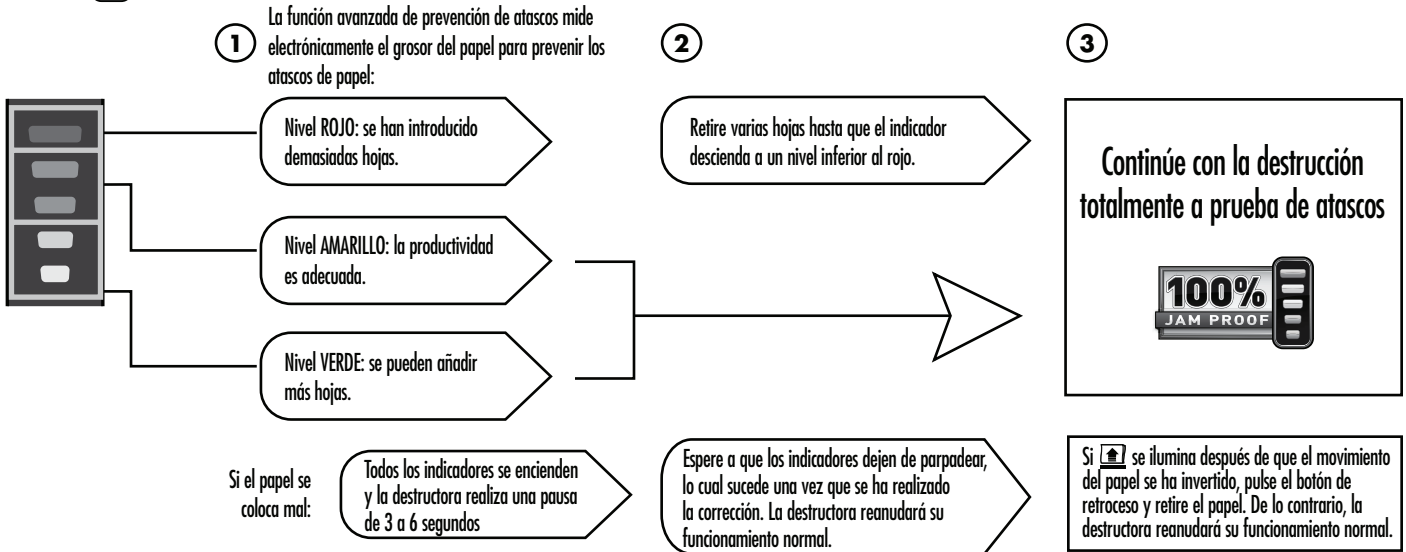 1
La función avanzada de prevención de atascos mide
electrónicamente el grosor del papel para prevenir los
atascos de papel:
Nivel ROJO: se han introducido
demasiadas hojas.
Nivel AMARILLO: la productividad
es adecuada.
Nivel VERDE: se pueden añadir
más hojas.
2
Retire varias hojas hasta que el indicador
descienda a un nivel inferior al rojo.
3
Continúe con la destrucción
totalmente a prueba de atascos
100%
JAM PROOF
Si el papel se
coloca mal:
Todos los indicadores se encienden
y la destructora realiza una pausa
de 3 a 6 segundos
Espere a que los indicadores dejen de parpadear,
lo cual sucede una vez que se ha realizado
la corrección. La destructora reanudará su
funcionamiento normal.
Si se ilumina después de que el movimiento
del papel se ha invertido, pulse el botón de
retroceso y retire el papel. De lo contrario, la
destructora reanudará su funcionamiento normal.